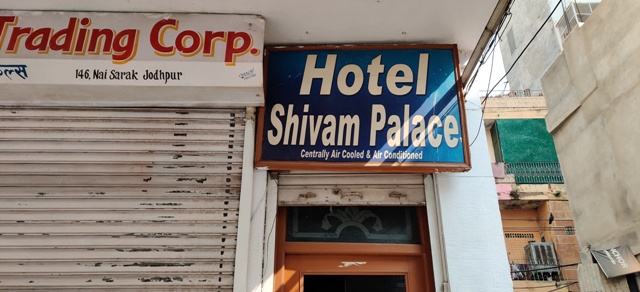 Trading Corp.
146, Nai Sarak Jodhpur
Hotel
Shivam Palace
Centrally Air Cooled & Air Conditioned